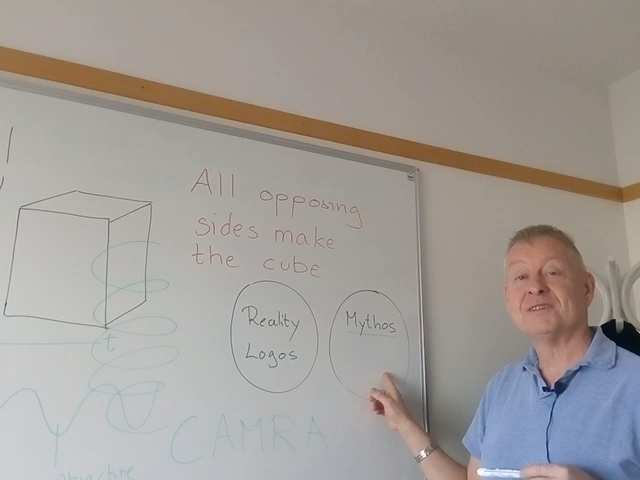 All opposing
sides make
the cube
Reality
Logos
Mythos
t
CAMRA